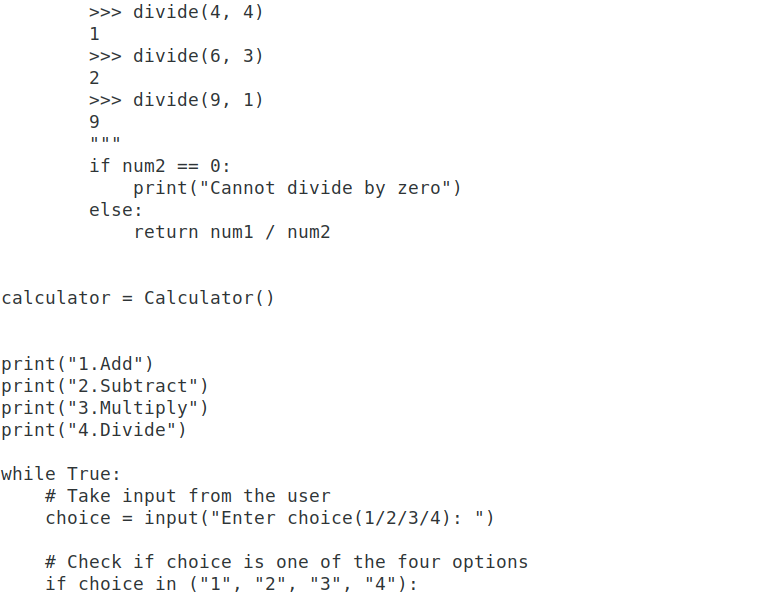 >>> divide(4, 4)
        1
        >>> divide(6, 3)
        2
        >>> divide(9, 1)
        9
        """
        if num2 == 0:
            print("Cannot divide by zero")
        else:
            return num1 / num2


calculator = Calculator()


print("1.Add")
print("2.Subtract")
print("3.Multiply")
print("4.Divide")

while True:
    # Take input from the user
    choice = input("Enter choice(1/2/3/4): ")

    # Check if choice is one of the four options
    if choice in ("1", "2", "3", "4"):